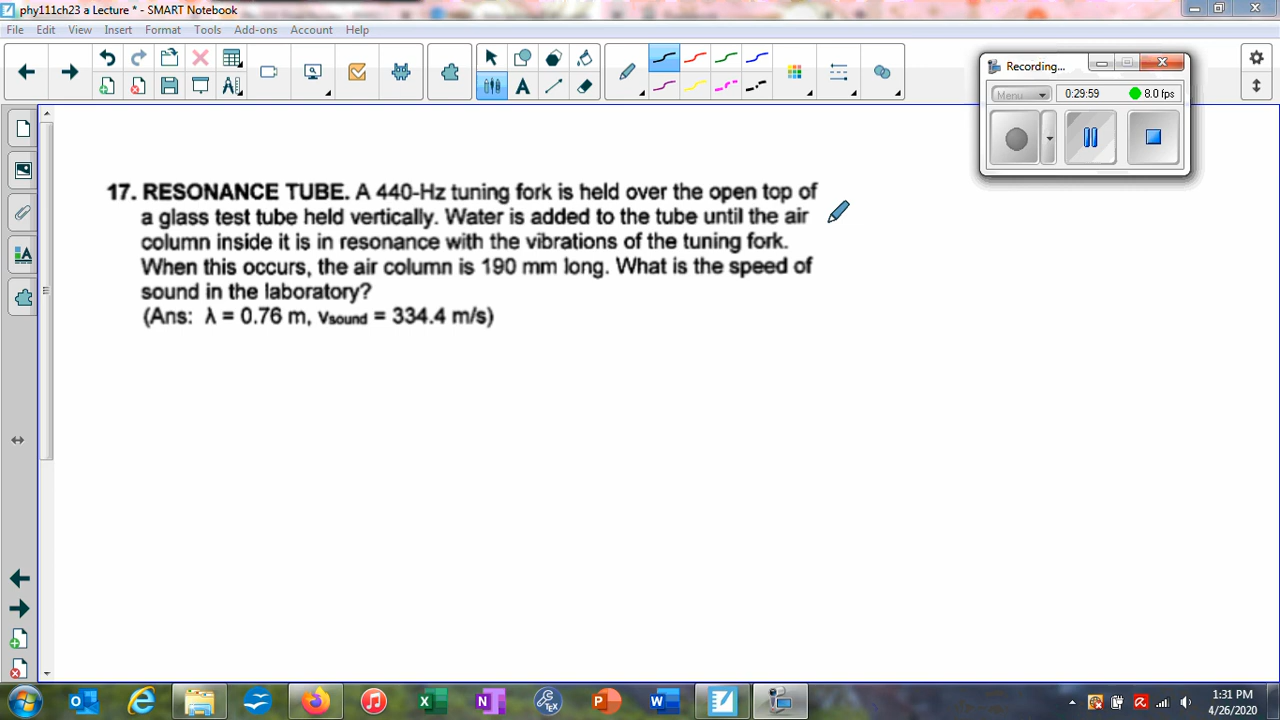 phy111ch23 a Lecture * - SMART Notebook
File Edit View Insert Format Tools Add-ons Account Help
Recording...
Menu 0:29:59 8.0 fps
17. RESONANCE TUBE. A 440-Hz tuning fork is held over the open top of
a glass test tube held vertically. Water is added to the tube until the air
column inside it is in resonance with the vibrations of the tuning fork.
When this occurs, the air column is 190 mm long. What is the speed of
sound in the laboratory?
(Ans: λ = 0.76 m, vsound = 334.4 m/s)
1:31 PM
4/26/2020